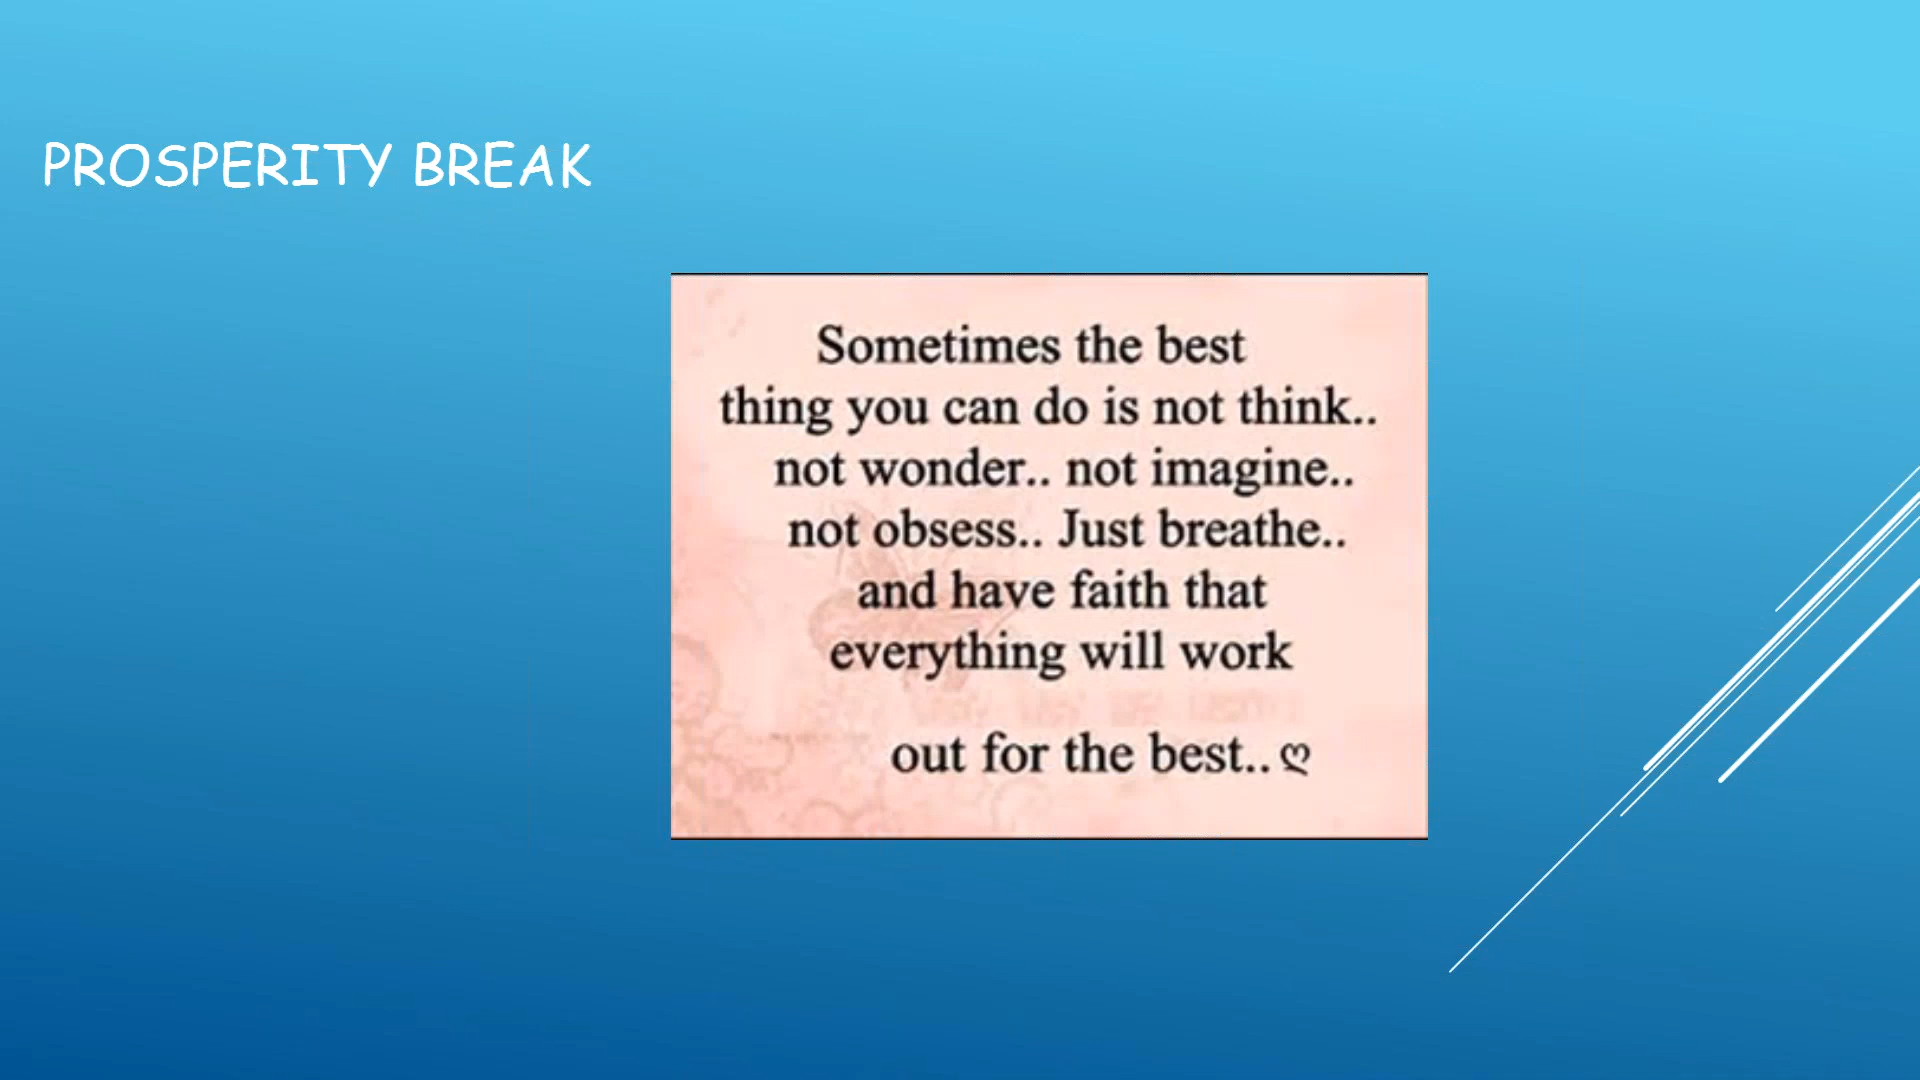 PROSPERITY BREAK
Sometimes the best
thing you can do is not think..
not wonder.. not imagine..
not obsess.. Just breathe..
and have faith that
everything will work
out for the best.. ღ